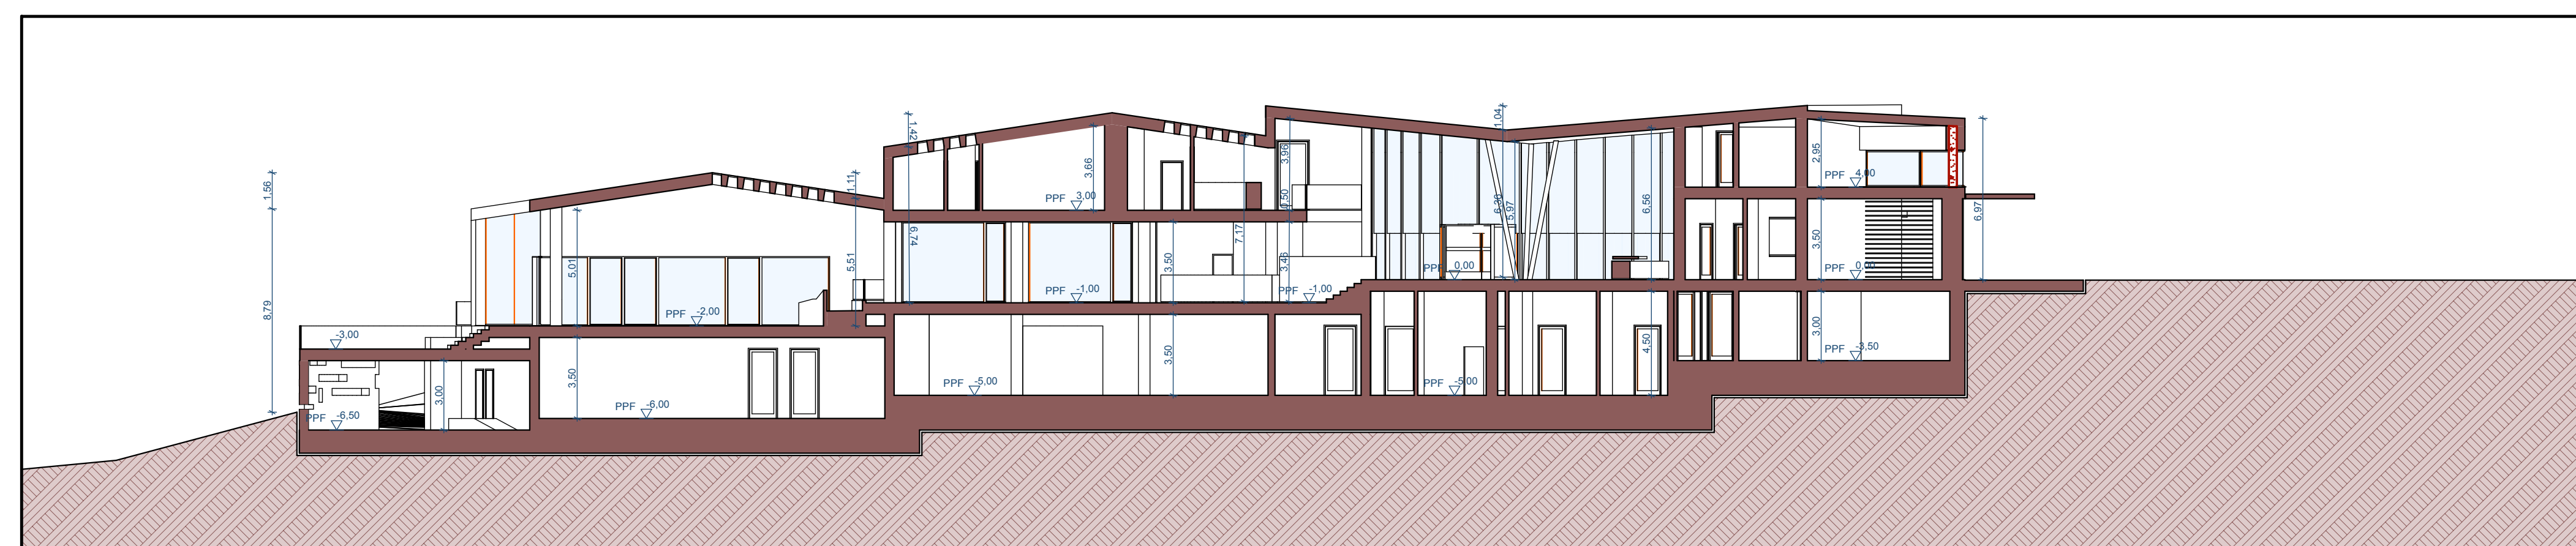 1,56
8,79
-3,00
PPF -6,50
3,00
5,01
3,50
PPF -2,00
PPF -6,00
1,11
5,51
1,42
6,74
3,66
PPF 3,00
PPF -1,00
3,50
3,50
PPF -5,00
7,17
3,96
0,50
3,46
PPF -1,00
1,04
6,36
5,97
PPF 0,00
PPF -5,00
6,56
4,50
2,95
PPF 4,00
3,50
PPF 0,00
3,00
PPF -3,50
6,97